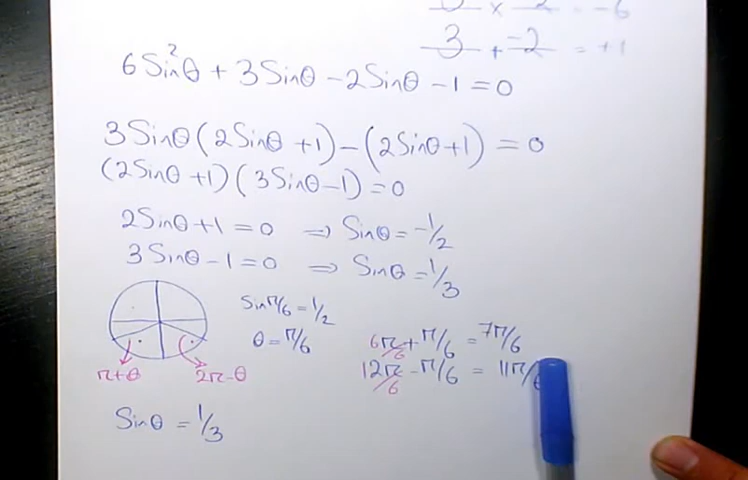 × = -6
3 + -2 = +1
6Sin²θ + 3Sinθ - 2Sinθ - 1 = 0
3Sinθ(2Sinθ + 1) - (2Sinθ + 1) = 0
(2Sinθ + 1)(3Sinθ - 1) = 0
2Sinθ + 1 = 0 ⇒ Sinθ = -1/2
3Sinθ - 1 = 0 ⇒ Sinθ = 1/3
Sin π/6 = 1/2
θ = π/6
π+θ 2π-θ
6π/6 + π/6 = 7π/6
12π/6 - π/6 = 11π/
Sinθ = 1/3